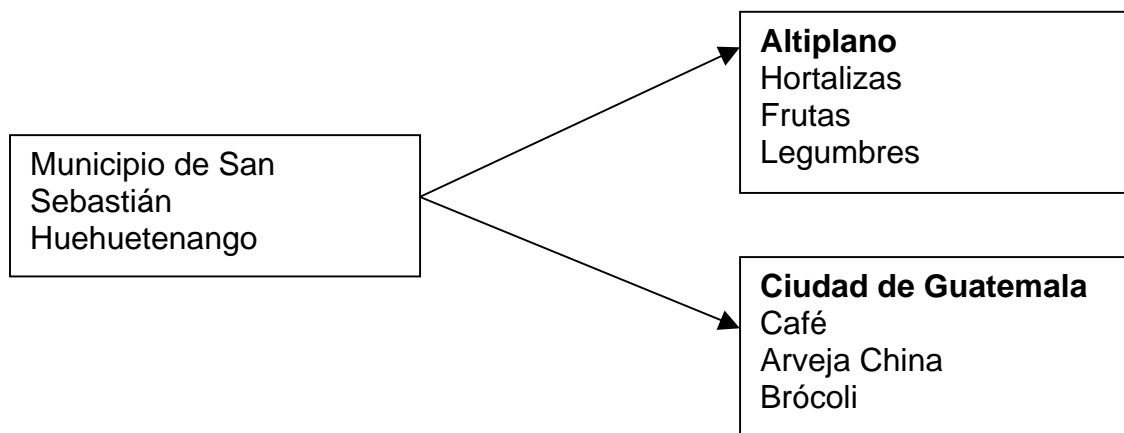 Municipio de San
Sebastián
Huehuetenango
Altiplano
Hortalizas
Frutas
Legumbres
Ciudad de Guatemala
Café
Arveja China
Brócoli